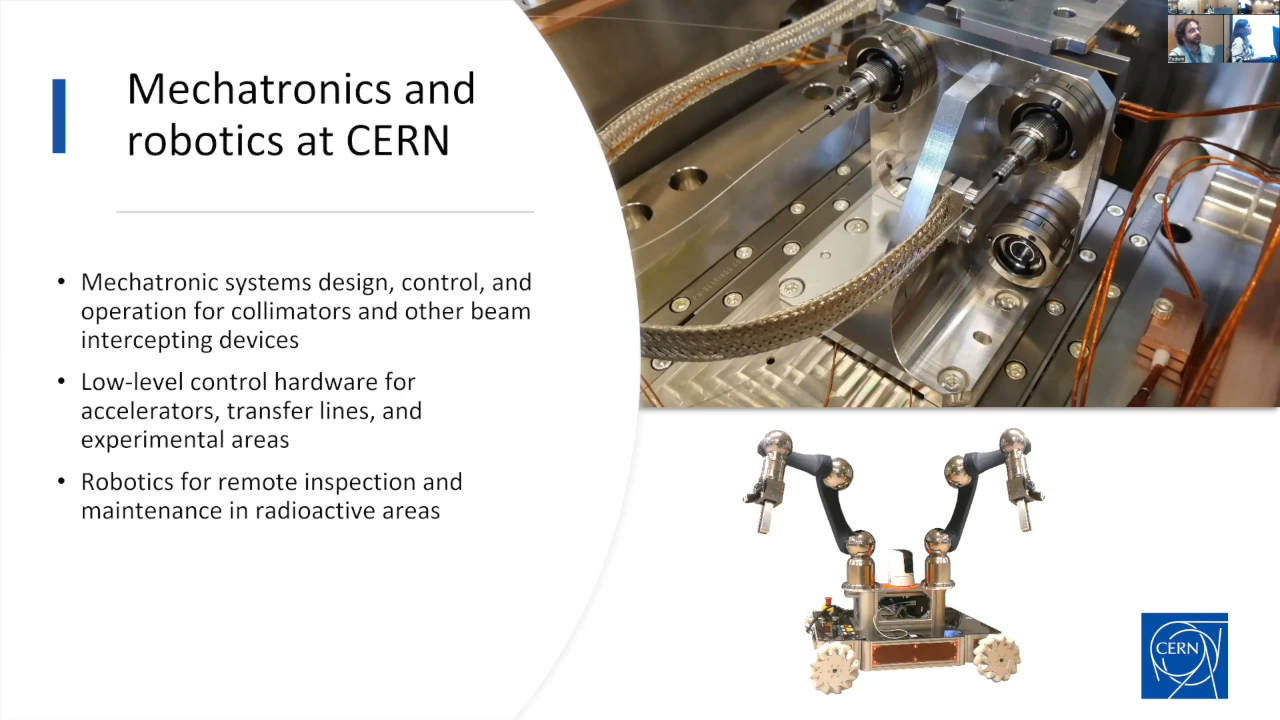 Mechatronics and
robotics at CERN
• Mechatronic systems design, control, and
operation for collimators and other beam
intercepting devices
• Low-level control hardware for
accelerators, transfer lines, and
experimental areas
• Robotics for remote inspection and
maintenance in radioactive areas
CERN